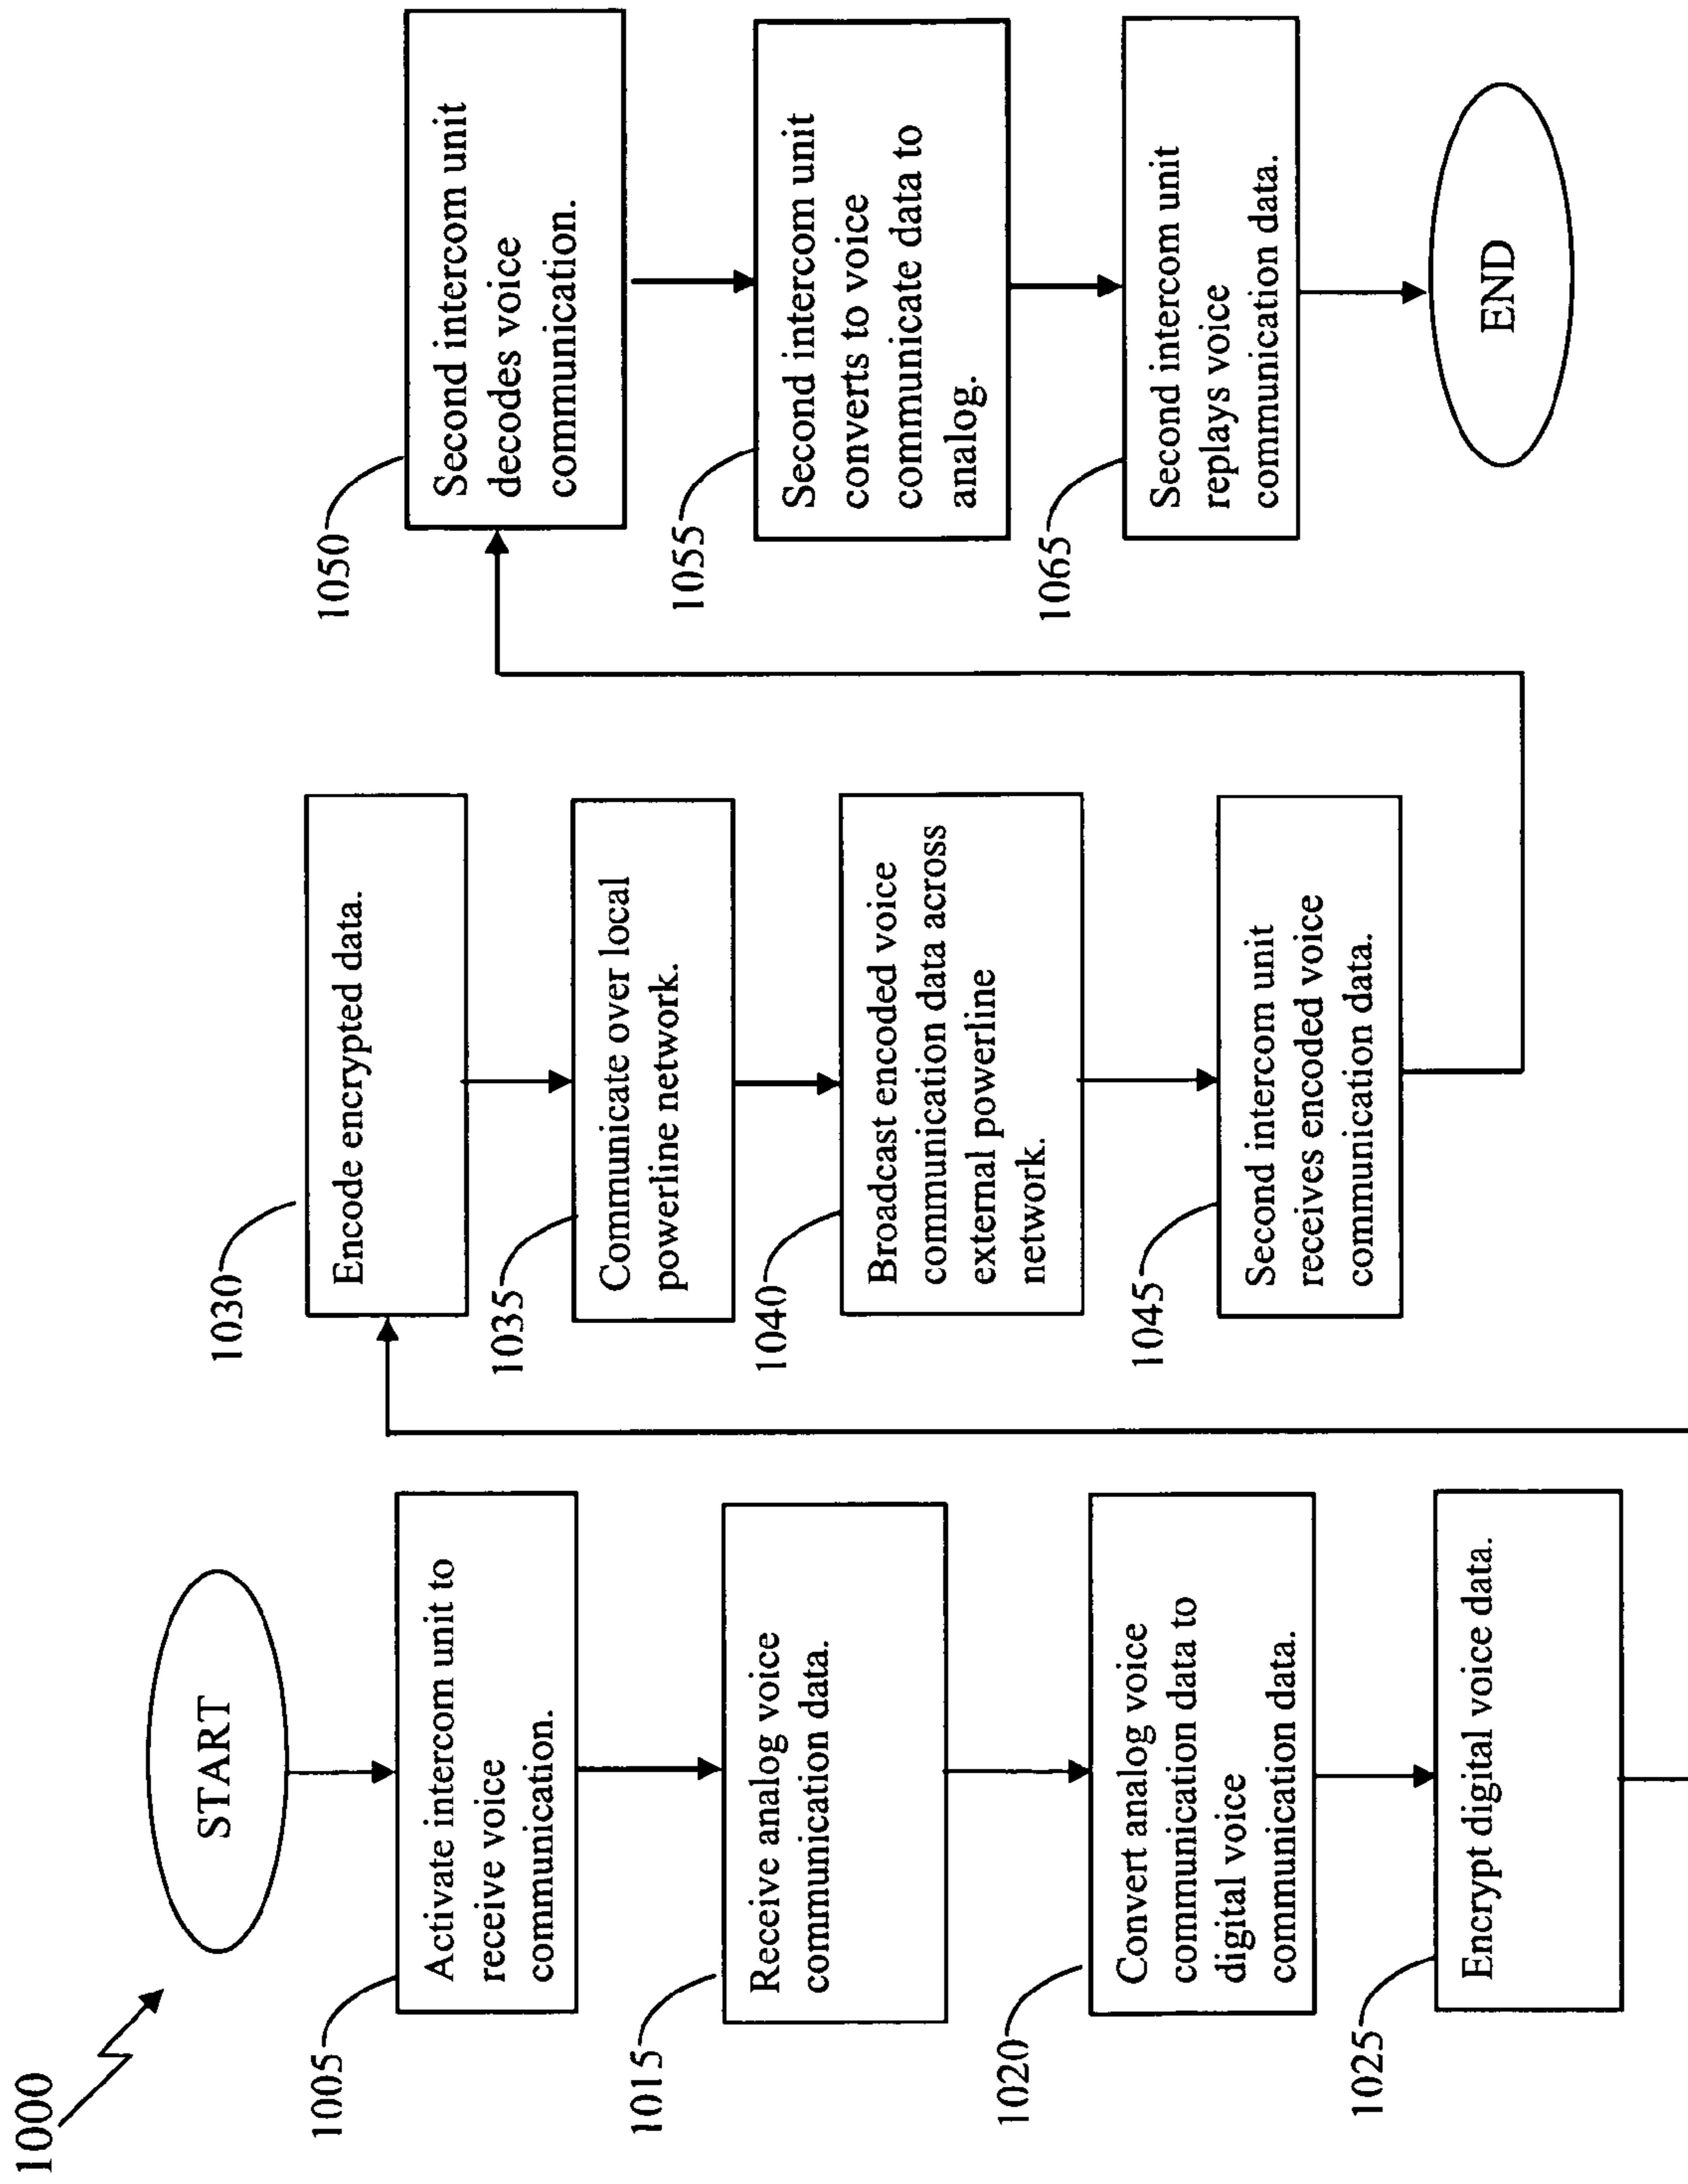 1000
START
1005
Activate intercom unit to
receive voice
communication.
1015
Receive analog voice
communication data.
1020
Convert analog voice
communication data to
digital voice
communication data.
1025
Encrypt digital voice data.
1030
Encode encrypted data.
1035
Communicate over local
powerline network.
1040
Broadcast encoded voice
communication data across
external powerline
network.
1045
Second intercom unit
receives encoded voice
communication data.
1050
Second intercom unit
decodes voice
communication.
1055
Second intercom unit
converts to voice
communicate data to
analog.
1065
Second intercom unit
replays voice
communication data.
END